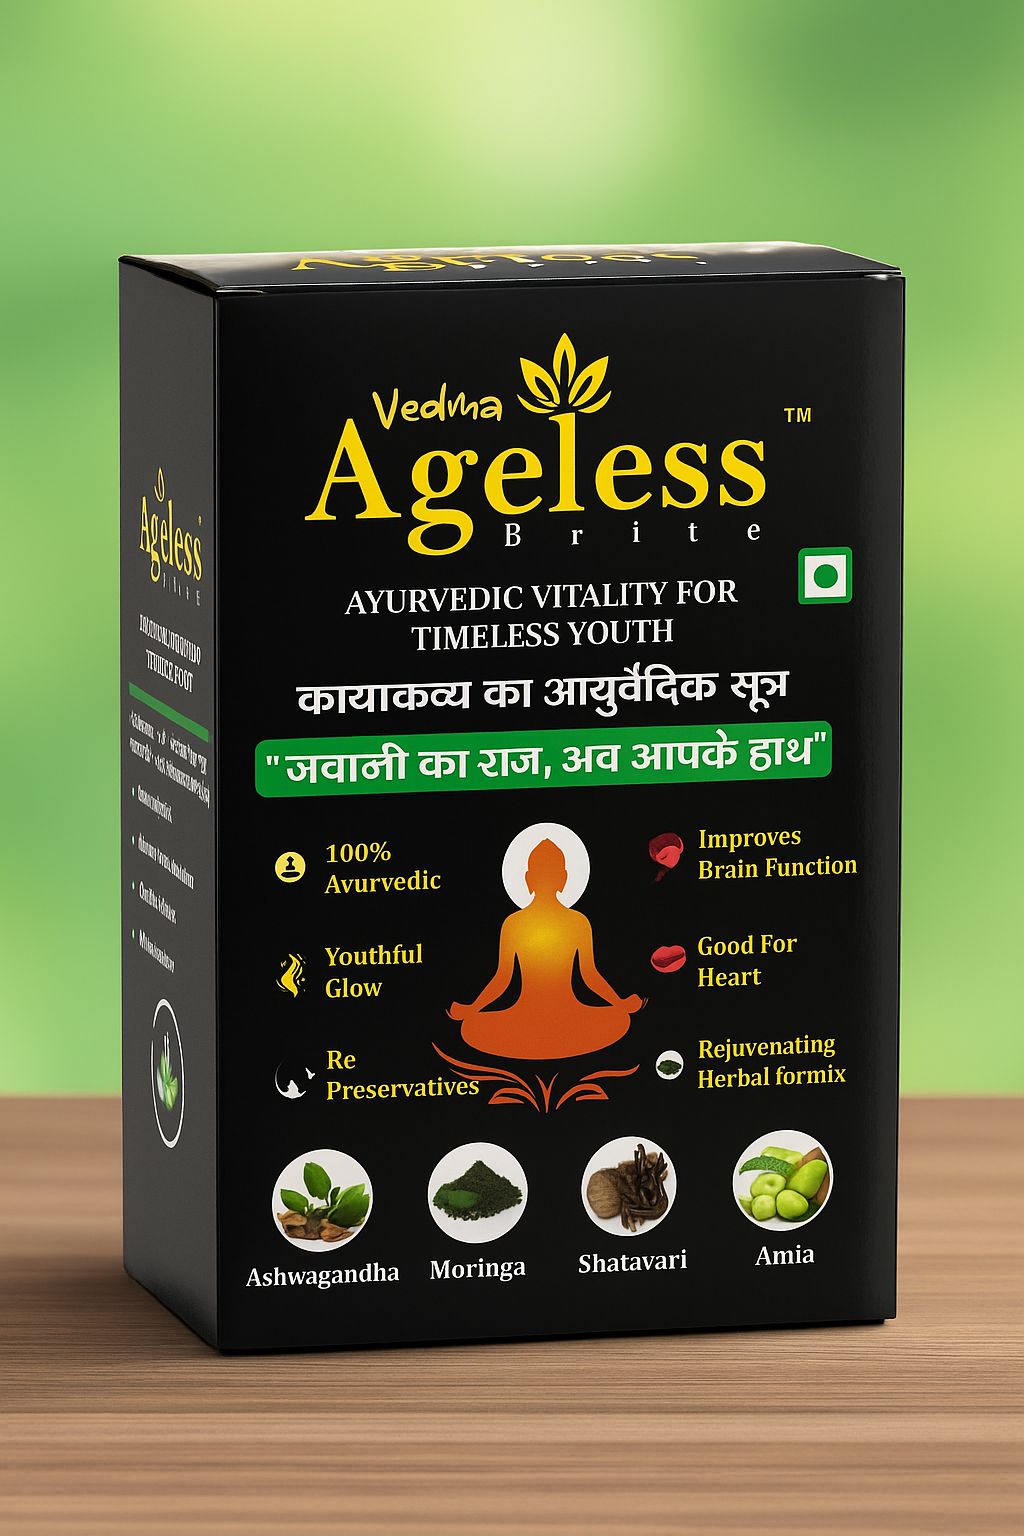 Vedma
Ageless
TM
Brite
AYURVEDIC VITALITY FOR
TIMELESS YOUTH
कायाकव्य का आयुर्वेदिक सूत्र
"जवानी का राज, अव आपके हाथ"
100%
Avurvedic
Improves
Brain Function
Youthful
Glow
Good For
Heart
Re
Preservatives
Rejuvenating
Herbal formix
Ashwagandha
Moringa
Shatavari
Amia
Ageless